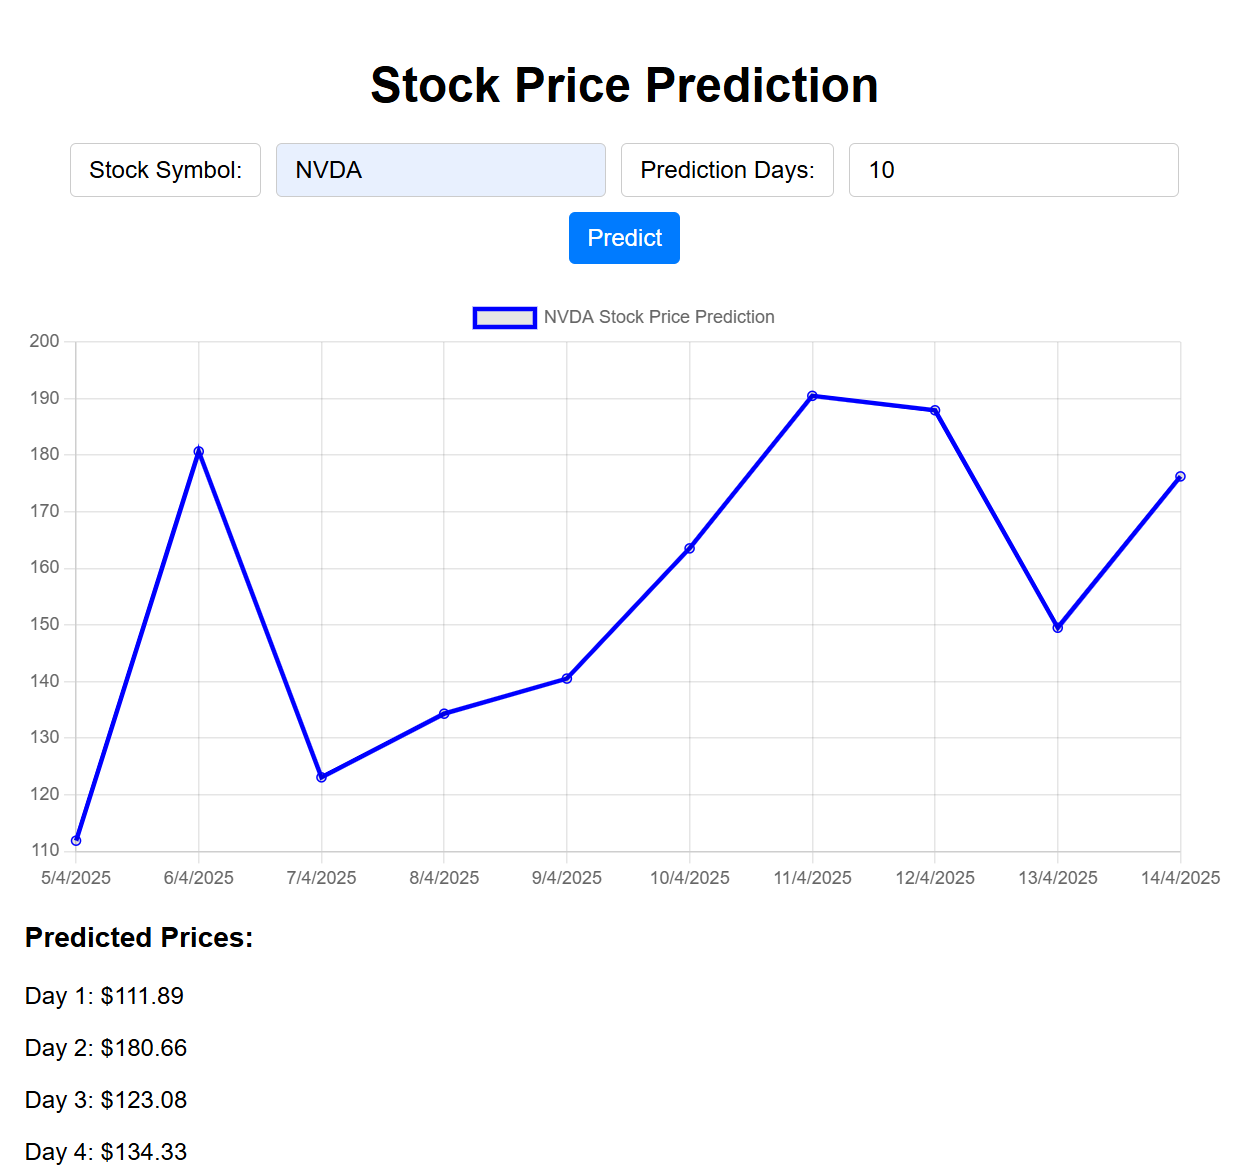 Stock Price Prediction
Stock Symbol: NVDA Prediction Days: 10
Predict
NVDA Stock Price Prediction
200
190
180
170
160
150
140
130
120
110
5/4/2025 6/4/2025 7/4/2025 8/4/2025 9/4/2025 10/4/2025 11/4/2025 12/4/2025 13/4/2025 14/4/2025
Predicted Prices:
Day 1: $111.89
Day 2: $180.66
Day 3: $123.08
Day 4: $134.33